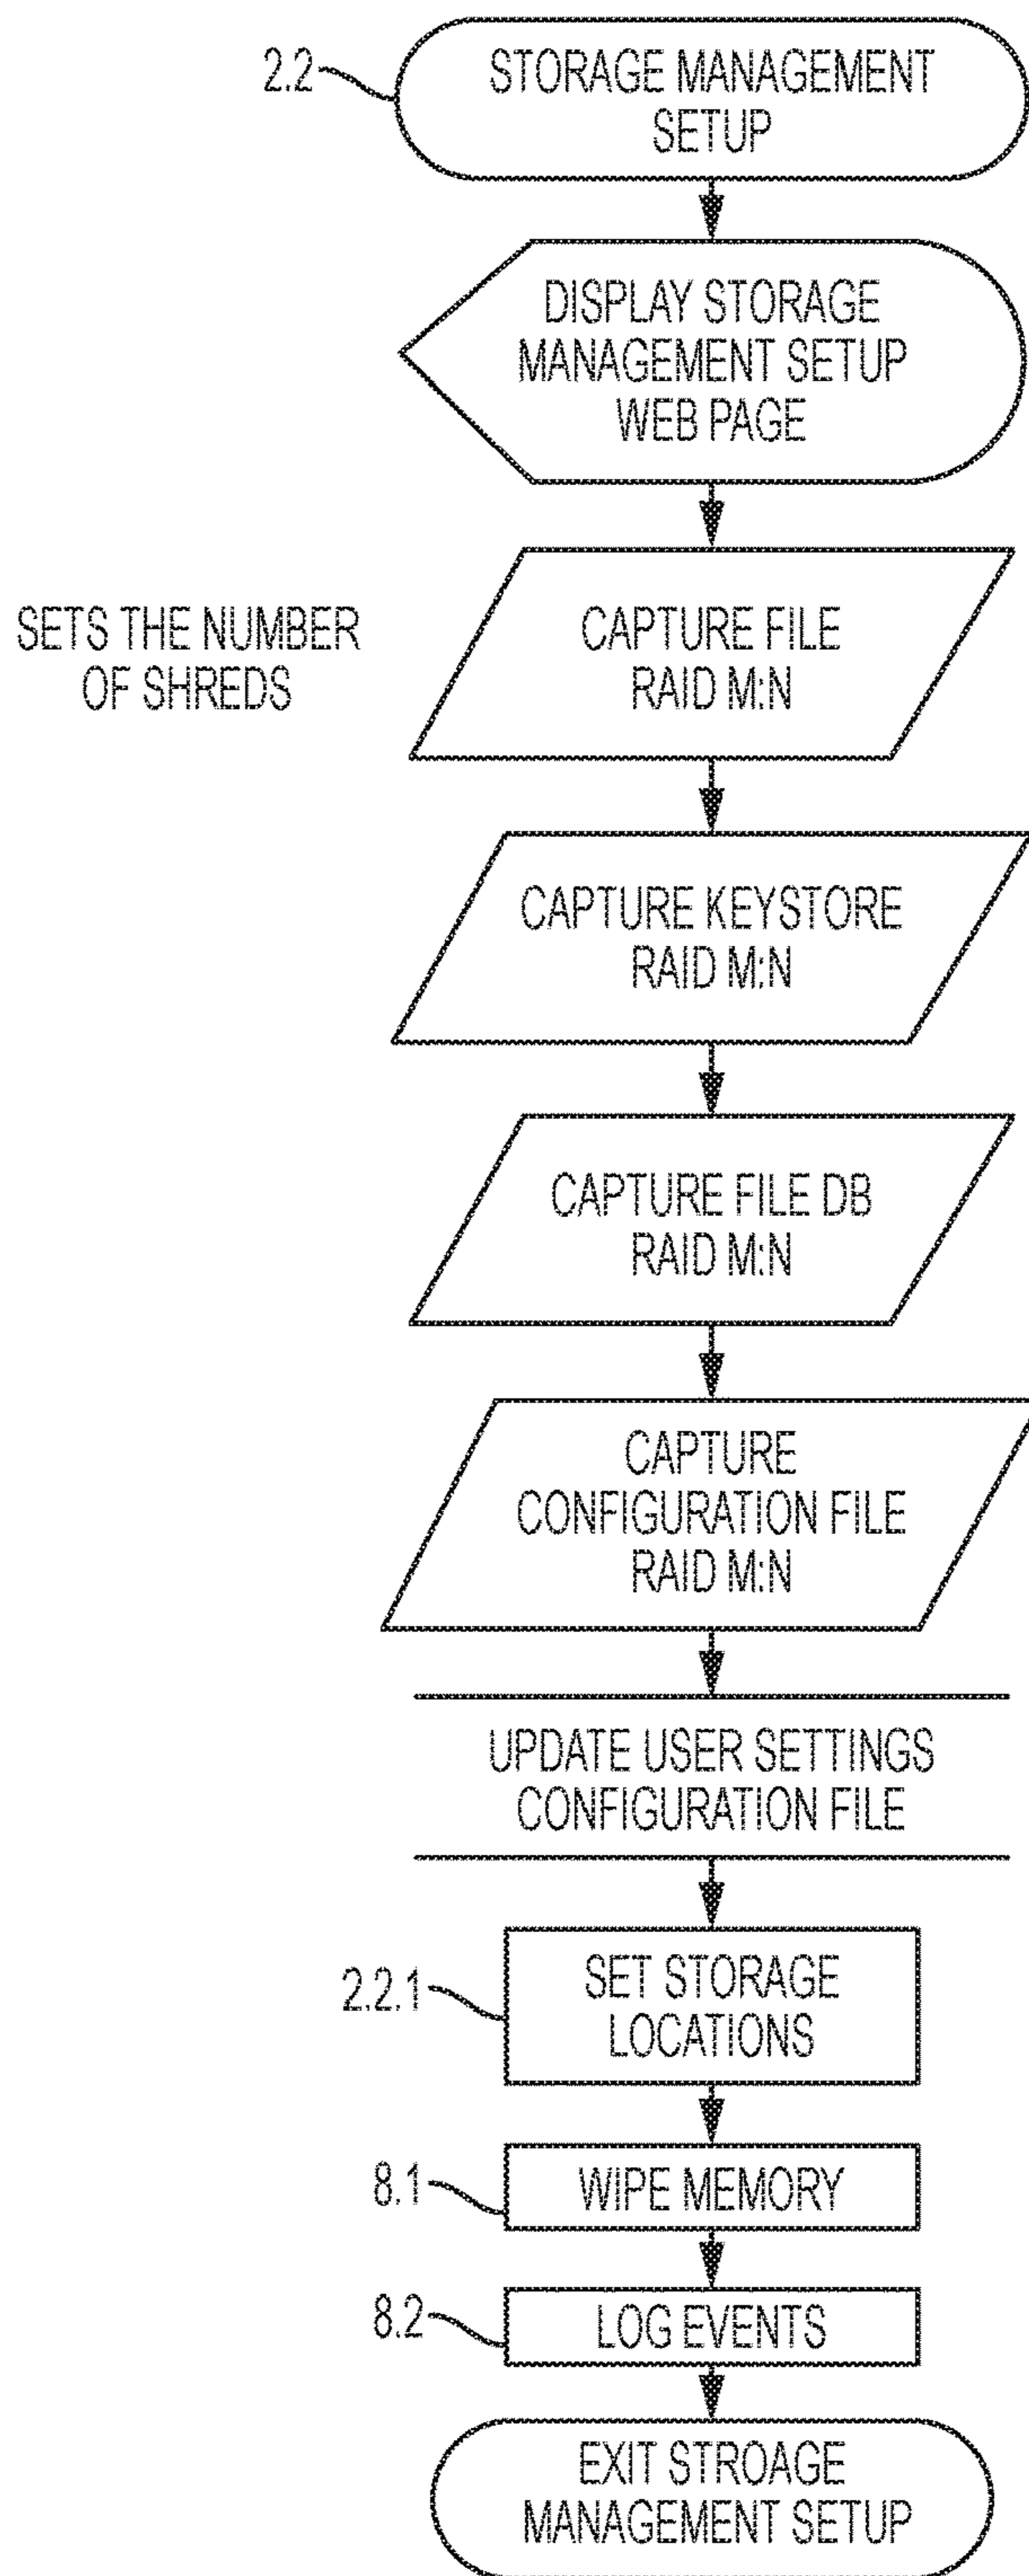 2.2
STORAGE MANAGEMENT
SETUP
DISPLAY STORAGE
MANAGEMENT SETUP
WEB PAGE
SETS THE NUMBER
OF SHREDS
CAPTURE FILE
RAID M:N
CAPTURE KEYSTORE
RAID M:N
CAPTURE FILE DB
RAID M:N
CAPTURE
CONFIGURATION FILE
RAID M:N
UPDATE USER SETTINGS
CONFIGURATION FILE
2.2.1
SET STORAGE
LOCATIONS
8.1
WIPE MEMORY
8.2
LOG EVENTS
EXIT STROAGE
MANAGEMENT SETUP